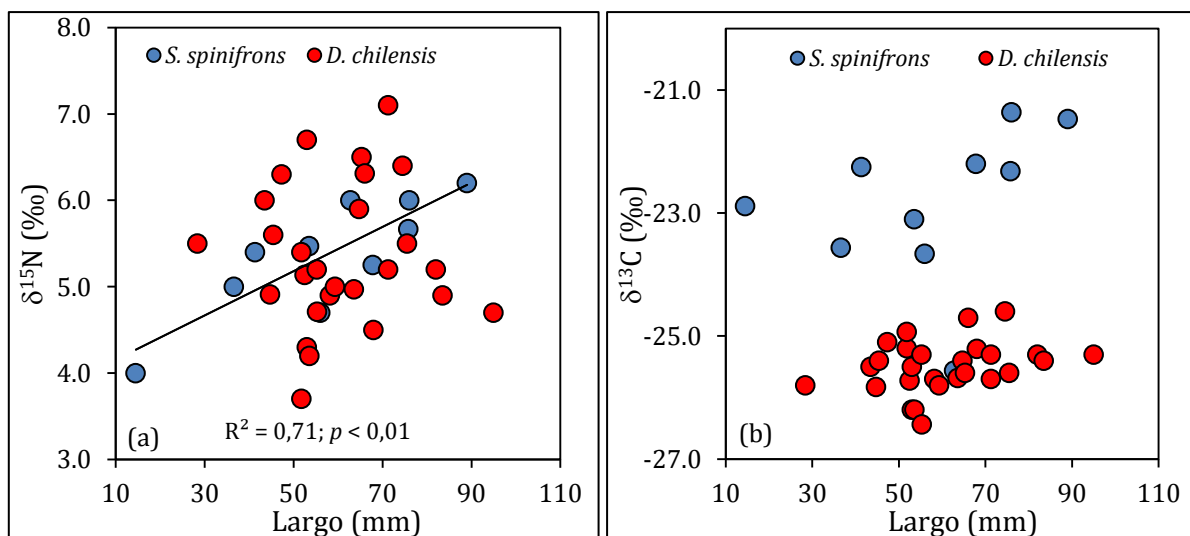 8.0
S. spinifrons D. chilensis
7.0
6.0
5.0
4.0
3.0
δ¹⁵N (‰)
(a)
R² = 0,71; p < 0,01
10 30 50 70 90 110
Largo (mm)
S. spinifrons D. chilensis
-21.0
-23.0
-25.0
-27.0
δ¹³C (‰)
(b)
10 30 50 70 90 110
Largo (mm)